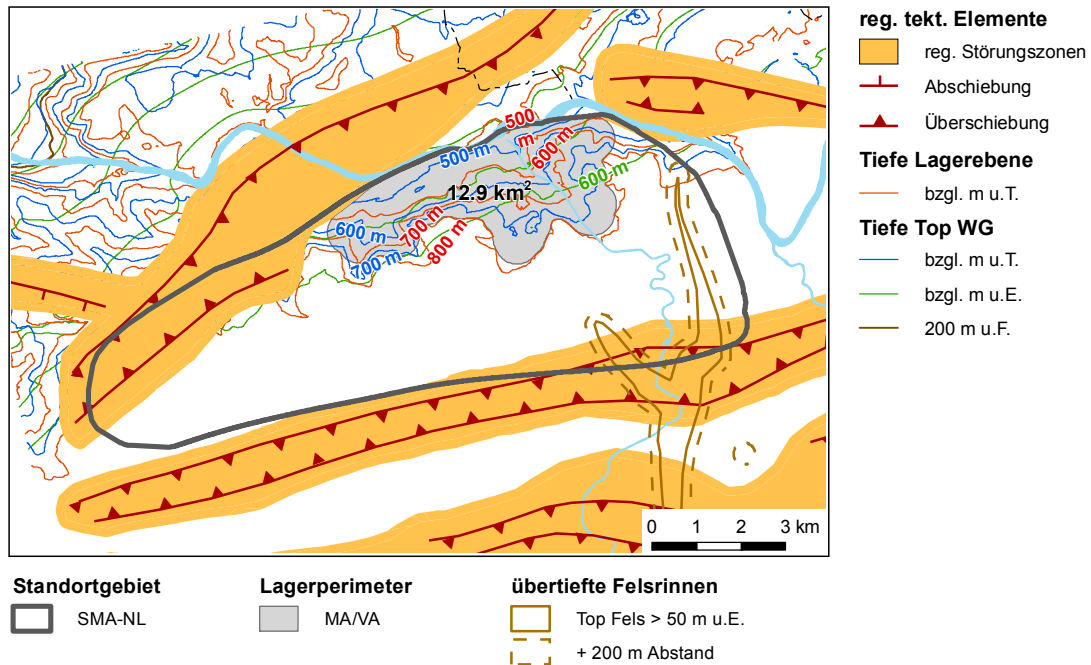 500
m
500 m
600 m
600 m
12.9 km²
600 m
700 m
700 m
800 m
0 1 2 3 km
reg. tekt. Elemente
reg. Störungszonen
Abschiebung
Überschiebung
Tiefe Lagerebene
bzgl. m u.T.
Tiefe Top WG
bzgl. m u.T.
bzgl. m u.E.
200 m u.F.
Standortgebiet
SMA-NL
Lagerperimeter
MA/VA
übertiefte Felsrinnen
Top Fels > 50 m u.E.
+ 200 m Abstand